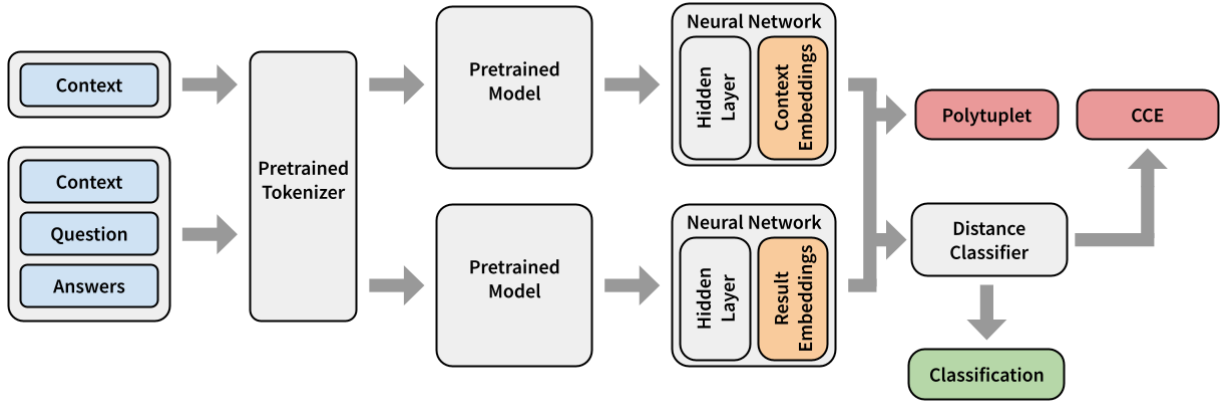 Context
Context
Question
Answers
Pretrained
Tokenizer
Pretrained
Model
Neural Network
Hidden
Layer
Context
Embeddings
Pretrained
Model
Neural Network
Hidden
Layer
Result
Embeddings
Polytuplet
CCE
Distance
Classifier
Classification